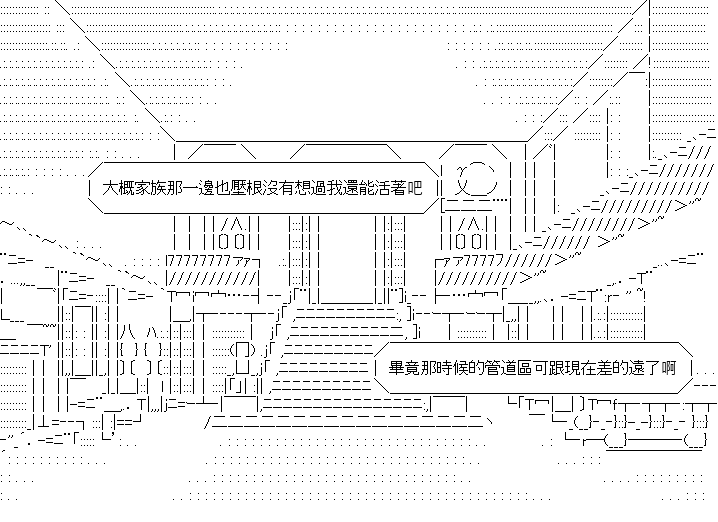 大概家族那一邊也壓根沒有想過我還能活著吧
畢竟那時候的管道區可跟現在差的遠了啊